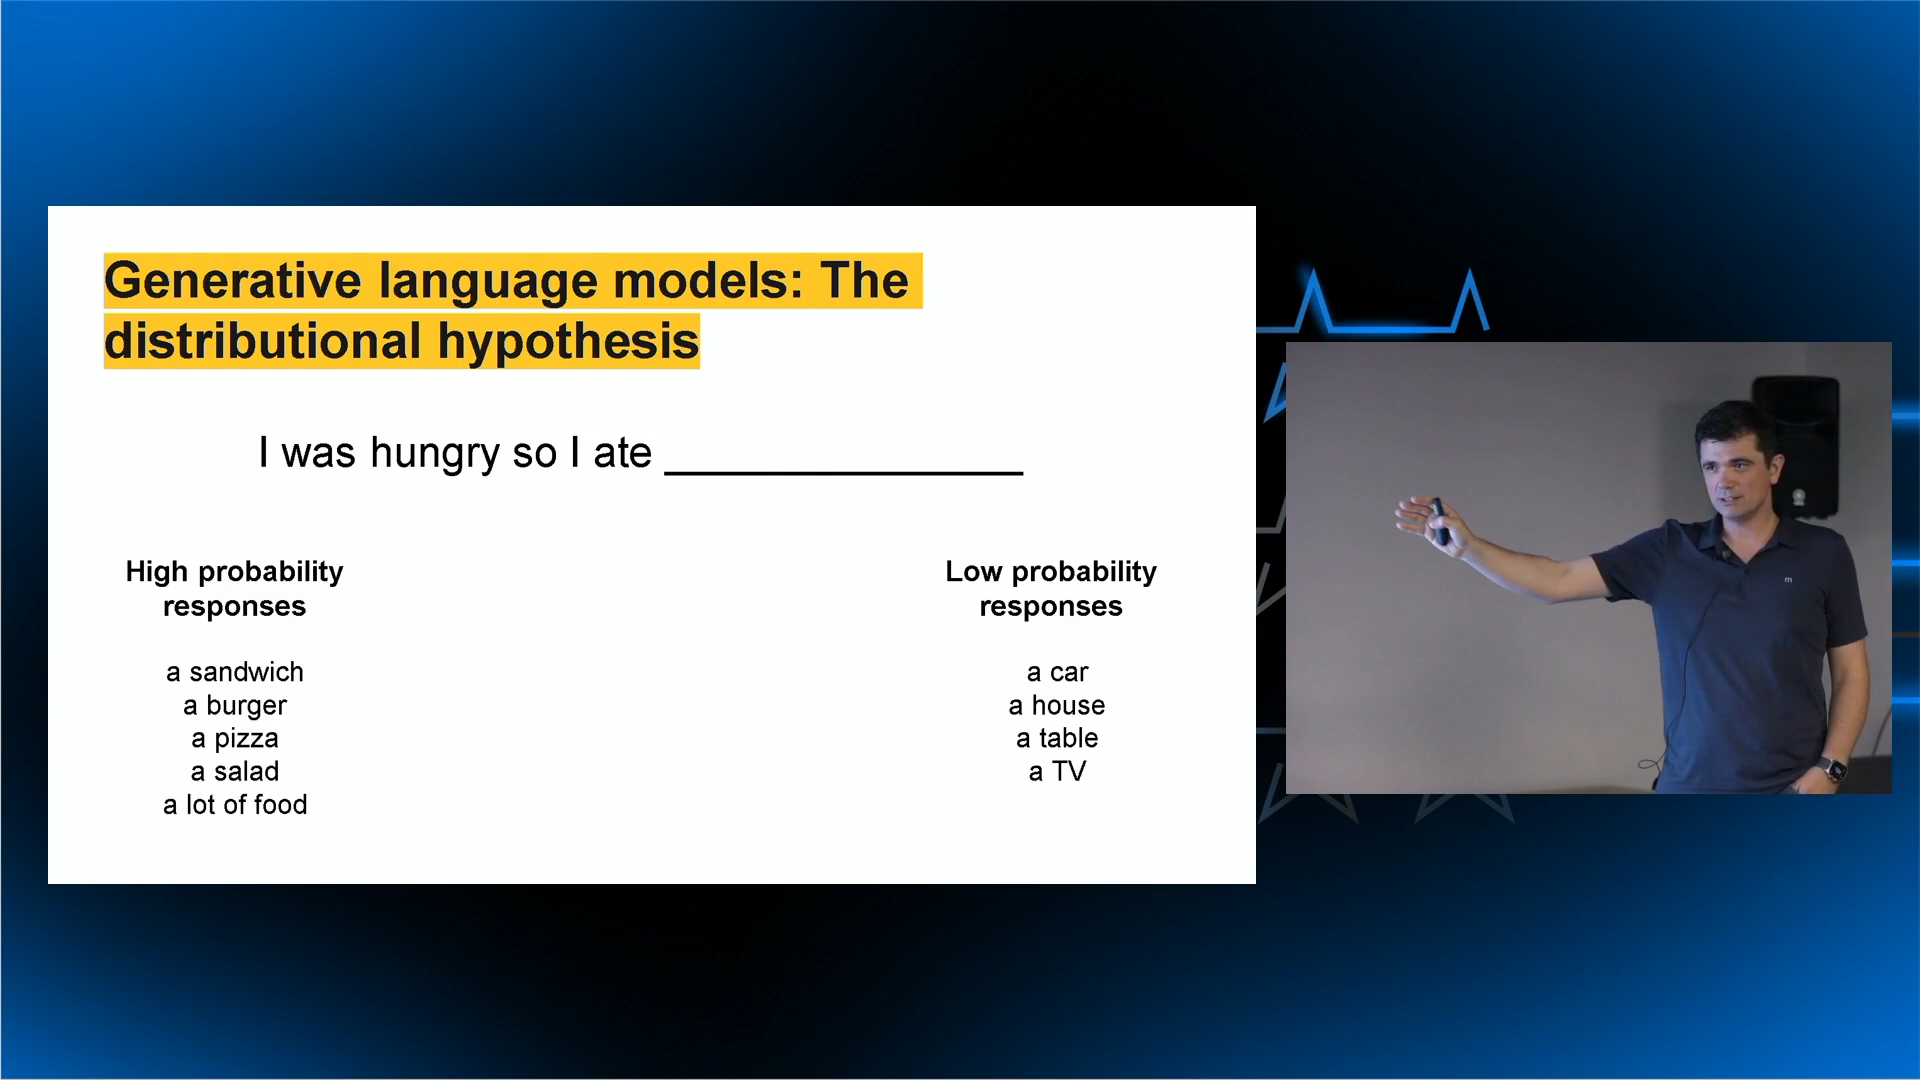 Generative language models: The
distributional hypothesis
I was hungry so I ate _______________
High probability
responses
a sandwich
a burger
a pizza
a salad
a lot of food
Low probability
responses
a car
a house
a table
a TV
m